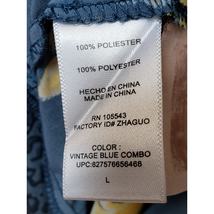 100% POLIESTER
100% POLYESTER
HECHO EN CHINA
MADE IN CHINA
RN 105543
FACTORY ID# ZHAGUO
COLOR :
VINTAGE BLUE COMBO
UPC:827576656468
L